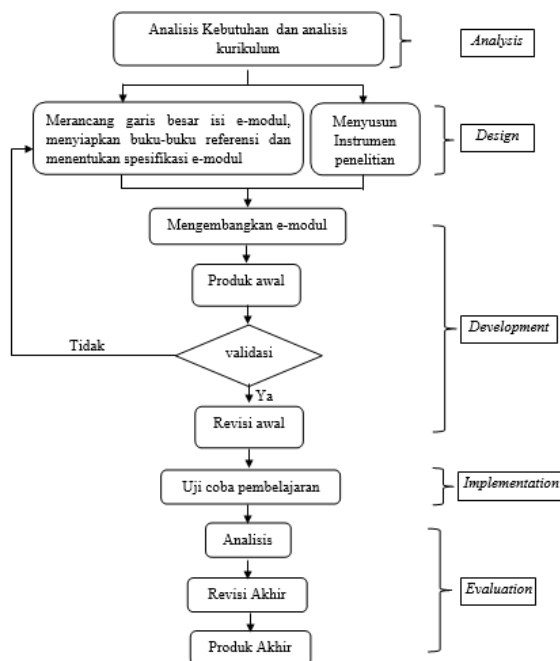 Analisis Kebutuhan dan analisis
kurikulum
Analysis
Merancang garis besar isi e-modul,
menyiapkan buku-buku referensi dan
menentukan spesifikasi e-modul
Menyusun
Instrumen
penelitian
Design
Mengembangkan e-modul
Produk awal
Development
Tidak
validasi
Ya
Revisi awal
Uji coba pembelajaran
Implementation
Analisis
Revisi Akhir
Evaluation
Produk Akhir